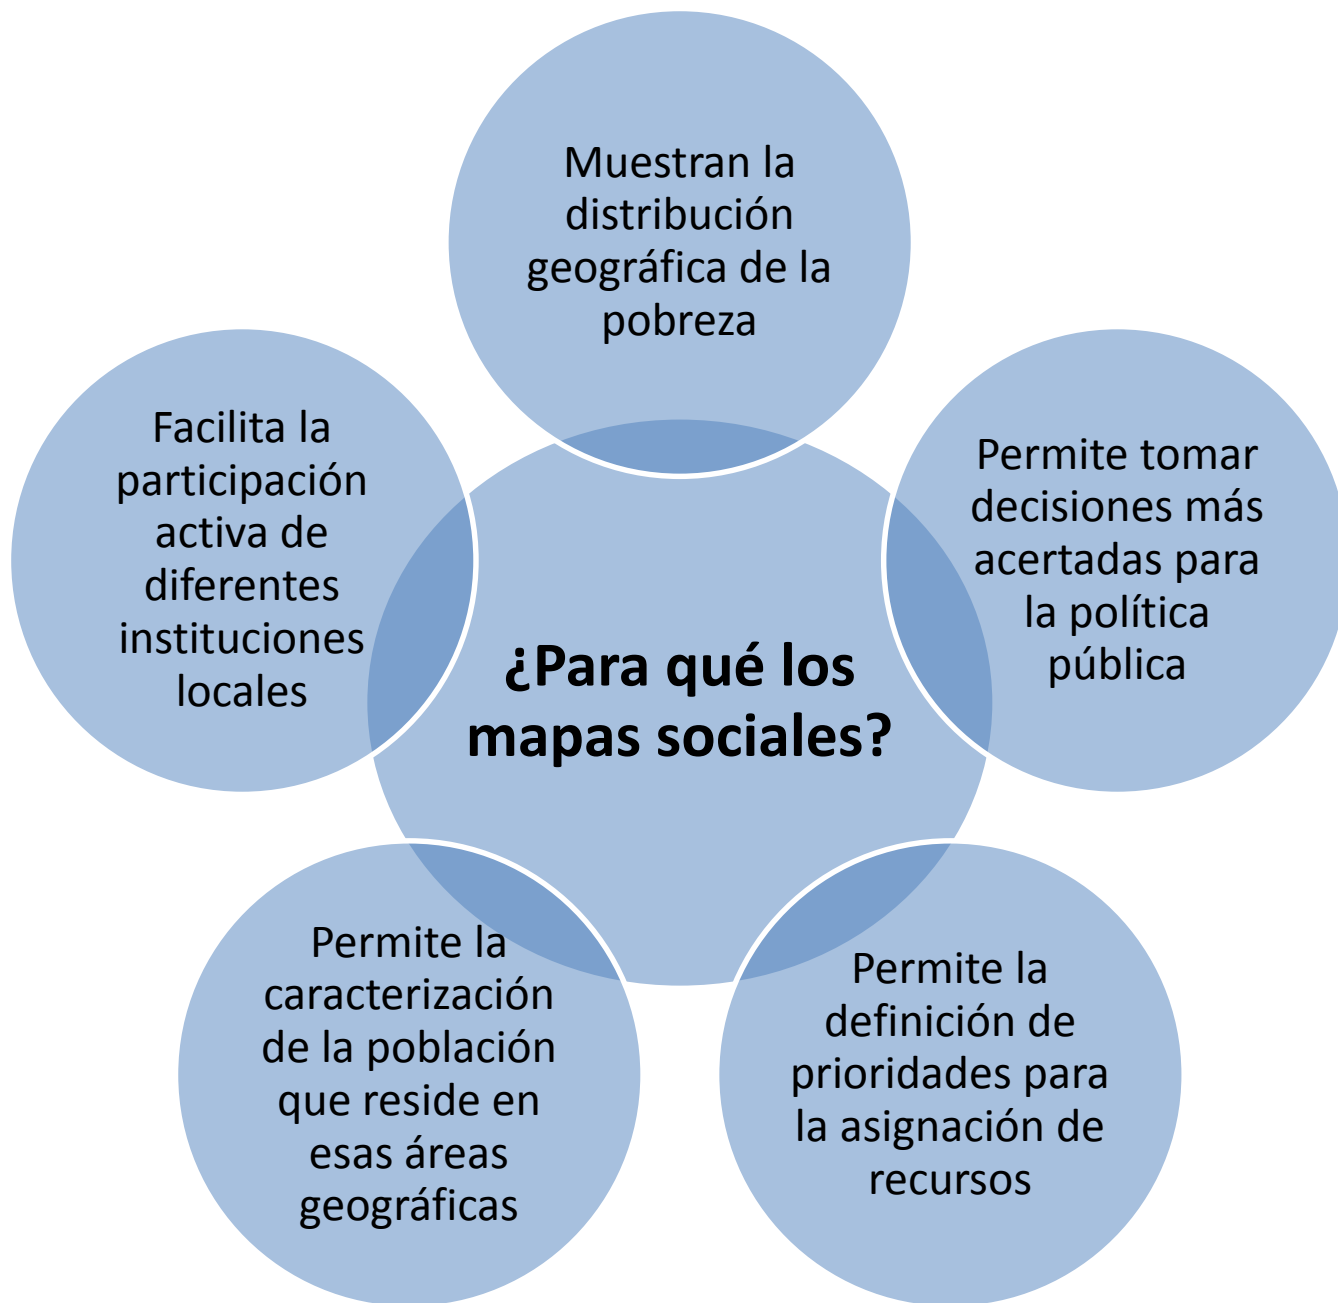 Muestran la
distribución
geográfica de la
pobreza
Permite tomar
decisiones más
acertadas para
la política
pública
Permite la
definición de
prioridades para
la asignación de
recursos
Permite la
caracterización
de la población
que reside en
esas áreas
geográficas
Facilita la
participación
activa de
diferentes
instituciones
locales
¿Para qué los
mapas sociales?